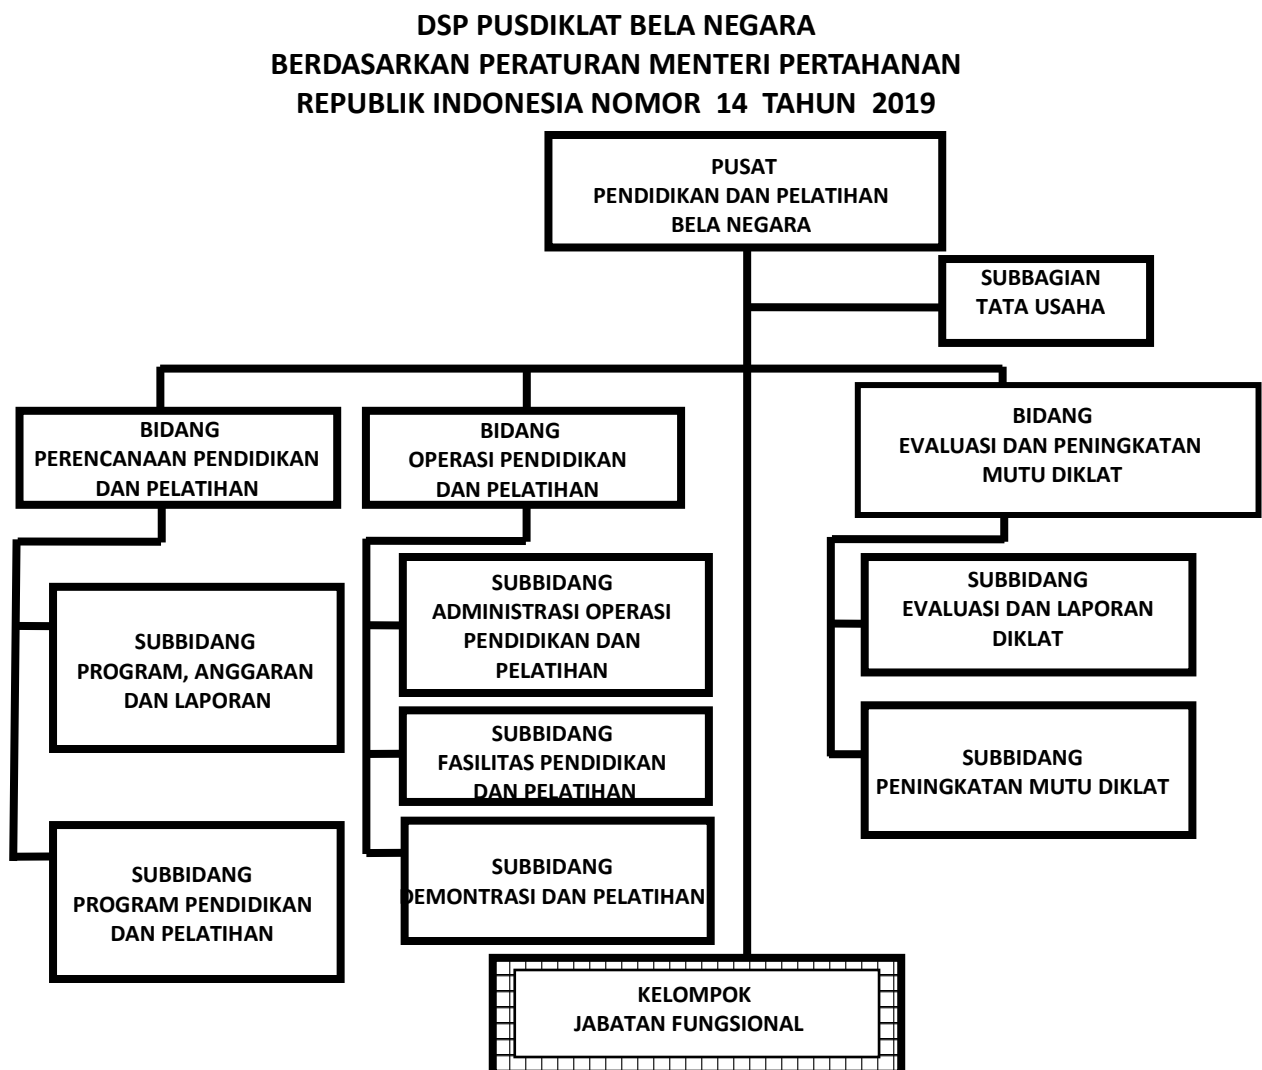 DSP PUSDIKLAT BELA NEGARA
BERDASARKAN PERATURAN MENTERI PERTAHANAN
REPUBLIK INDONESIA NOMOR 14 TAHUN 2019
PUSAT
PENDIDIKAN DAN PELATIHAN
BELA NEGARA
SUBBAGIAN
TATA USAHA
BIDANG
PERENCANAAN PENDIDIKAN
DAN PELATIHAN
BIDANG
OPERASI PENDIDIKAN
DAN PELATIHAN
BIDANG
EVALUASI DAN PENINGKATAN
MUTU DIKLAT
SUBBIDANG
PROGRAM, ANGGARAN
DAN LAPORAN
SUBBIDANG
PROGRAM PENDIDIKAN
DAN PELATIHAN
SUBBIDANG
ADMINISTRASI OPERASI
PENDIDIKAN DAN
PELATIHAN
SUBBIDANG
FASILITAS PENDIDIKAN
DAN PELATIHAN
SUBBIDANG
DEMONTRASI DAN PELATIHAN
SUBBIDANG
EVALUASI DAN LAPORAN
DIKLAT
SUBBIDANG
PENINGKATAN MUTU DIKLAT
KELOMPOK
JABATAN FUNGSIONAL